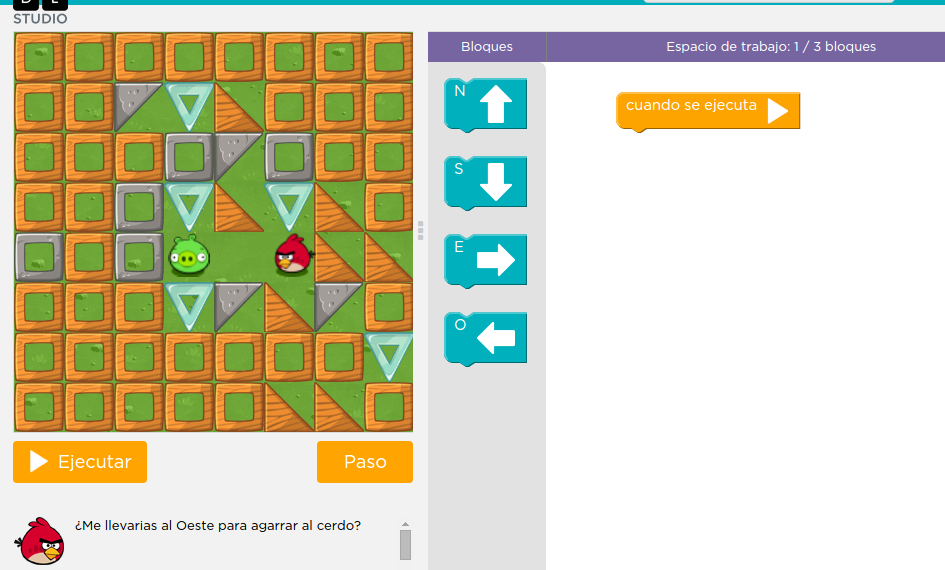 STUDIO
Bloques
Espacio de trabajo: 1 / 3 bloques
N
cuando se ejecuta
S
E
O
Ejecutar
Paso
¿Me llevarias al Oeste para agarrar al cerdo?